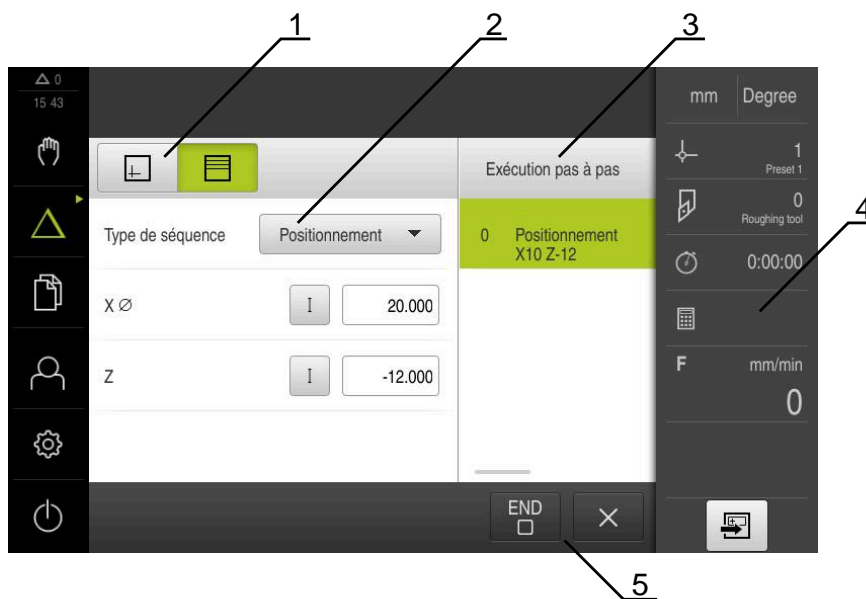 1
2
3
0
15 43
mm Degree
1
Preset 1
Exécution pas à pas
0
Roughing tool
4
Type de séquence Positionnement
0 Positionnement
X10 Z-12
0:00:00
X ∅ I 20.000
Z I -12.000
F mm/min
0
END
5